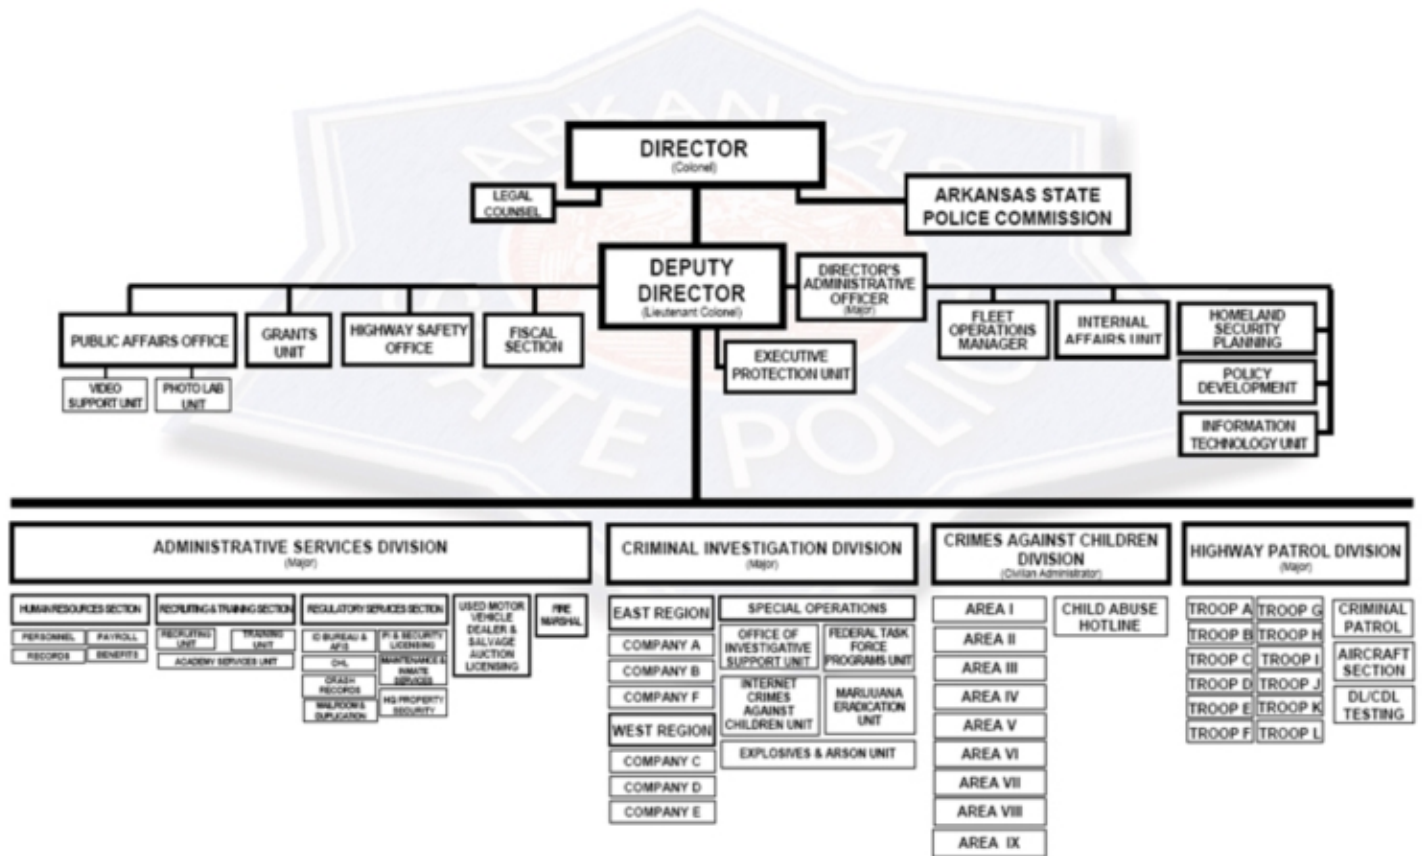 ARKANSAS
STATE POLICE
DIRECTOR
(Colonel)
LEGAL
COUNSEL
ARKANSAS STATE
POLICE COMMISSION
DEPUTY
DIRECTOR
(Lieutenant Colonel)
DIRECTOR'S
ADMINISTRATIVE
OFFICER
(Major)
PUBLIC AFFAIRS OFFICE
GRANTS
UNIT
HIGHWAY SAFETY
OFFICE
FISCAL
SECTION
EXECUTIVE
PROTECTION UNIT
FLEET
OPERATIONS
MANAGER
INTERNAL
AFFAIRS UNIT
HOMELAND
SECURITY
PLANNING
POLICY
DEVELOPMENT
INFORMATION
TECHNOLOGY UNIT
VIDEO
SUPPORT UNIT
PHOTO LAB
UNIT
ADMINISTRATIVE SERVICES DIVISION
(Major)
HUMAN RESOURCES SECTION
PERSONNEL
PAYROLL
RECORDS
BENEFITS
RECRUITING & TRAINING SECTION
RECRUITING
UNIT
TRAINING
UNIT
ACADEMY SERVICES UNIT
REGULATORY SERVICES SECTION
ID BUREAU &
AFIS
PI & SECURITY
LICENSING
CHL
MAINTENANCE &
INMATE
SERVICES
CRASH
RECORDS
MAILROOM &
DUPLICATION
HQ PROPERTY
SECURITY
USED MOTOR
VEHICLE
DEALER &
SALVAGE
AUCTION
LICENSING
FIRE
MARSHAL
CRIMINAL INVESTIGATION DIVISION
(Major)
EAST REGION
COMPANY A
COMPANY B
COMPANY F
WEST REGION
COMPANY C
COMPANY D
COMPANY E
SPECIAL OPERATIONS
OFFICE OF
INVESTIGATIVE
SUPPORT UNIT
FEDERAL TASK
FORCE
PROGRAMS UNIT
INTERNET
CRIMES
AGAINST
CHILDREN UNIT
MARIJUANA
ERADICATION
UNIT
EXPLOSIVES & ARSON UNIT
CRIMES AGAINST CHILDREN
DIVISION
(Civilian Administrator)
AREA I
AREA II
AREA III
AREA IV
AREA V
AREA VI
AREA VII
AREA VIII
AREA IX
CHILD ABUSE
HOTLINE
HIGHWAY PATROL DIVISION
(Major)
TROOP A
TROOP B
TROOP C
TROOP D
TROOP E
TROOP F
TROOP G
TROOP H
TROOP I
TROOP J
TROOP K
TROOP L
CRIMINAL
PATROL
AIRCRAFT
SECTION
DL/CDL
TESTING